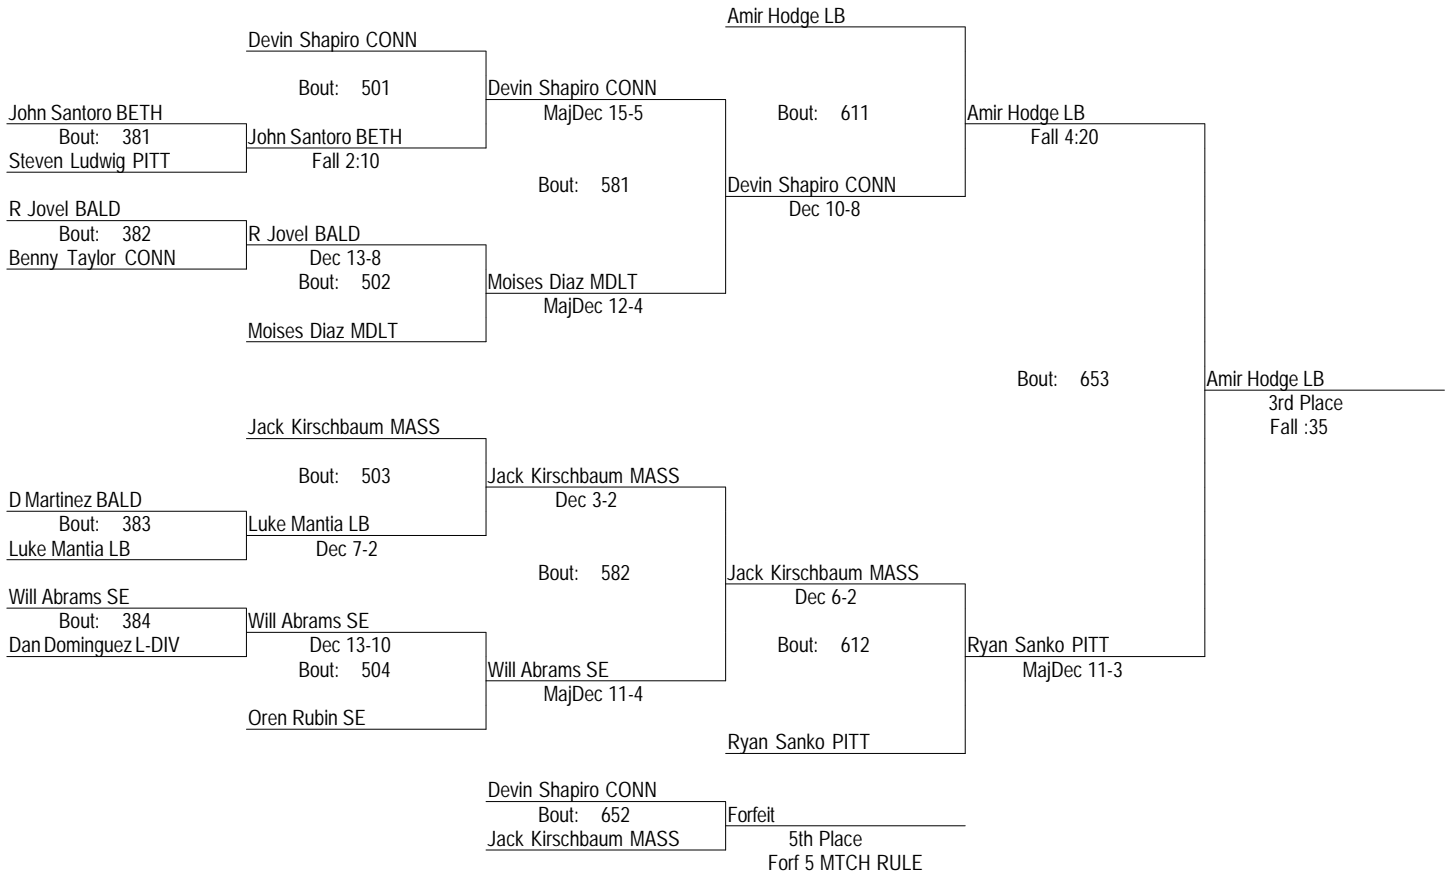 Amir Hodge LB
Devin Shapiro CONN
Bout: 501
Devin Shapiro CONN
MajDec 15-5
Bout: 611
John Santoro BETH
Bout: 381
Steven Ludwig PITT
John Santoro BETH
Fall 2:10
Amir Hodge LB
Fall 4:20
Bout: 581
Devin Shapiro CONN
Dec 10-8
R Jovel BALD
Bout: 382
Benny Taylor CONN
R Jovel BALD
Dec 13-8
Bout: 502
Moises Diaz MDLT
MajDec 12-4
Moises Diaz MDLT
Bout: 653
Amir Hodge LB
3rd Place
Fall :35
Jack Kirschbaum MASS
Bout: 503
Jack Kirschbaum MASS
Dec 3-2
D Martinez BALD
Bout: 383
Luke Mantia LB
Luke Mantia LB
Dec 7-2
Bout: 582
Jack Kirschbaum MASS
Dec 6-2
Will Abrams SE
Bout: 384
Dan Dominguez L-DIV
Will Abrams SE
Dec 13-10
Bout: 504
Bout: 612
Ryan Sanko PITT
MajDec 11-3
Will Abrams SE
MajDec 11-4
Oren Rubin SE
Ryan Sanko PITT
Devin Shapiro CONN
Bout: 652
Jack Kirschbaum MASS
Forfeit
5th Place
Forf 5 MTCH RULE